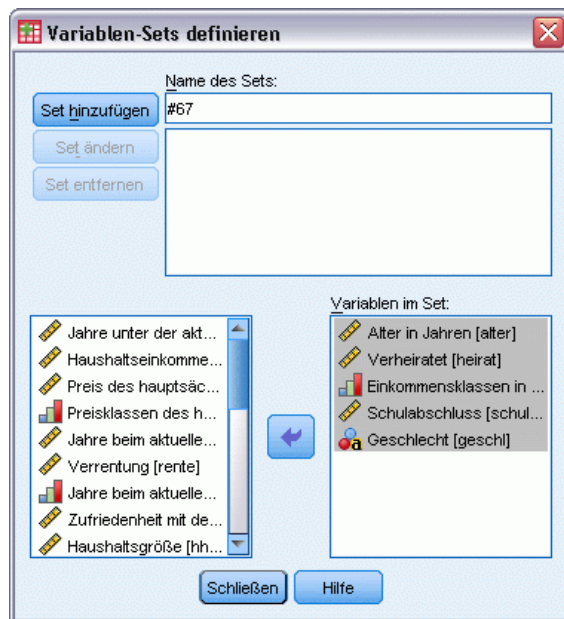 Variablen-Sets definieren
Name des Sets:
Set hinzufügen
#67
Set ändern
Set entfernen
Variablen im Set:
Jahre unter der akt...
Haushaltseinkomme...
Preis des hauptsäc...
Preisklassen des h...
Jahre beim aktuelle...
Verrentung [rente]
Jahre beim aktuelle...
Zufriedenheit mit de...
Haushaltsgröße [hh...
Alter in Jahren [alter]
Verheiratet [heirat]
Einkommensklassen in ...
Schulabschluss [schul...
a Geschlecht [geschl]
Schließen
Hilfe